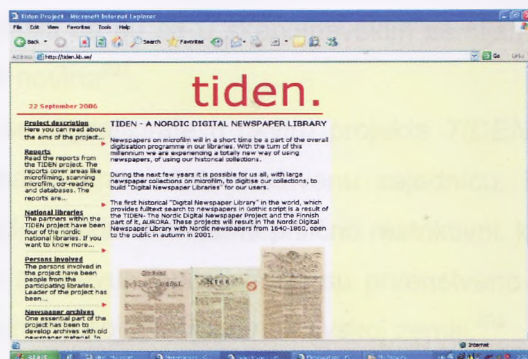 Tiden Project - Microsoft Internet Explorer
File Edit View Favorites Tools Help
Back Search Favorites
Address http://tiden.kb.se/ Go Links
tiden.
22 September 2006
Project description
Here you can read about
the aims of the project...
Reports
Read the reports from
the TIDEN project. The
reports cover areas like
microfilming, scanning
microfilm, ocr-reading
and databases. The
reports are...
National libraries
The partners within the
TIDEN project have been
four of the nordic
national libraries. If you
want to know more...
Persons involved
The persons involved in
the project have been
people from the
participating libraries.
Leader of the project has
been...
Newspaper archives
One essential part of the
project has been to
develop archives with old
newspaper material. In
TIDEN - A NORDIC DIGITAL NEWSPAPER LIBRARY
Newspapers on microfilm will in a short time be a part of the overall
digitisation programme in our libraries. With the turn of this
millennium we are experiencing a totally new way of using
newspapers, of using our historical collections.
During the next few years it is possible for us all, with large
newspaper collections on microfilm, to digitise our collections, to
build "Digital Newspaper Libraries" for our users.
The first historical "Digital Newspaper Library" in the world, which
provides fulltext search to newspapers in Gothic script is a result of
the TIDEN- The Nordic Digital Newspaper Project and the Finnish
part of it, AURORA. These projects will result in the Nordic Digital
Newspaper Library with Nordic newspapers from 1640-1860, open
to the public in autumn in 2001.
Internet